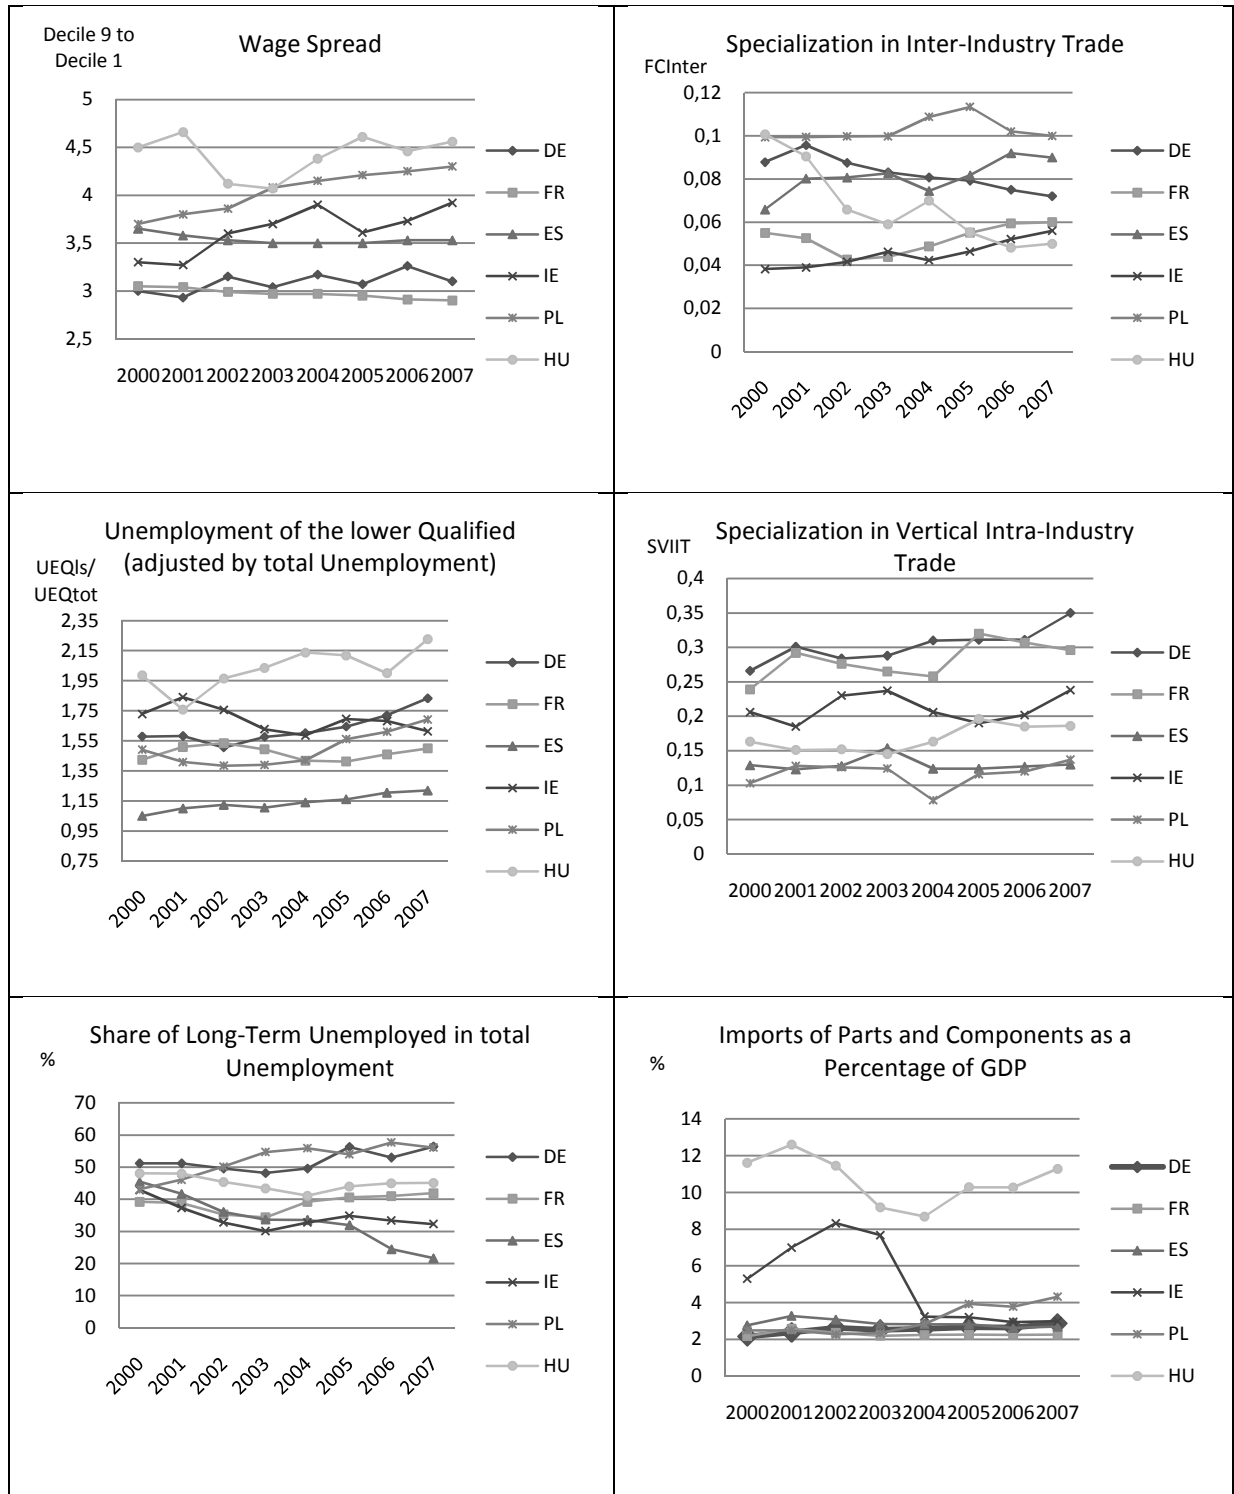 Decile 9 to
Decile 1
Wage Spread
5
4,5
4
3,5
3
2,5
2000 2001 2002 2003 2004 2005 2006 2007
DE
FR
ES
IE
PL
HU
Specialization in Inter-Industry Trade
FCInter
0,12
0,1
0,08
0,06
0,04
0,02
0
2000 2001 2002 2003 2004 2005 2006 2007
DE
FR
ES
IE
PL
HU
Unemployment of the lower Qualified
(adjusted by total Unemployment)
UEQls/
UEQtot
2,35
2,15
1,95
1,75
1,55
1,35
1,15
0,95
0,75
2000 2001 2002 2003 2004 2005 2006 2007
DE
FR
ES
IE
PL
HU
Specialization in Vertical Intra-Industry
Trade
SVIIT
0,4
0,35
0,3
0,25
0,2
0,15
0,1
0,05
0
2000 2001 2002 2003 2004 2005 2006 2007
DE
FR
ES
IE
PL
HU
Share of Long-Term Unemployed in total
Unemployment
%
70
60
50
40
30
20
10
0
2000 2001 2002 2003 2004 2005 2006 2007
DE
FR
ES
IE
PL
HU
Imports of Parts and Components as a
Percentage of GDP
%
14
12
10
8
6
4
2
0
2000 2001 2002 2003 2004 2005 2006 2007
DE
FR
ES
IE
PL
HU